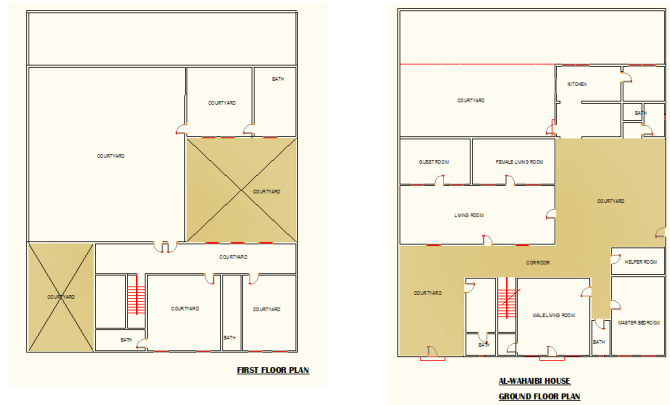 COURTYARD
BATH
COURTYARD
COURTYARD
COURTYARD
COURTYARD
COURTYARD
COURTYARD
BATH
BATH
FIRST FLOOR PLAN
KITCHEN
COURTYARD
BATH
GUEST ROOM
FEMALE LIVING ROOM
COURTYARD
LIVING ROOM
CORRIDOR
HELPER ROOM
COURTYARD
MALE LIVING ROOM
MASTER BEDROOM
BATH
BATH
AL-WAHAIBI HOUSE
GROUND FLOOR PLAN